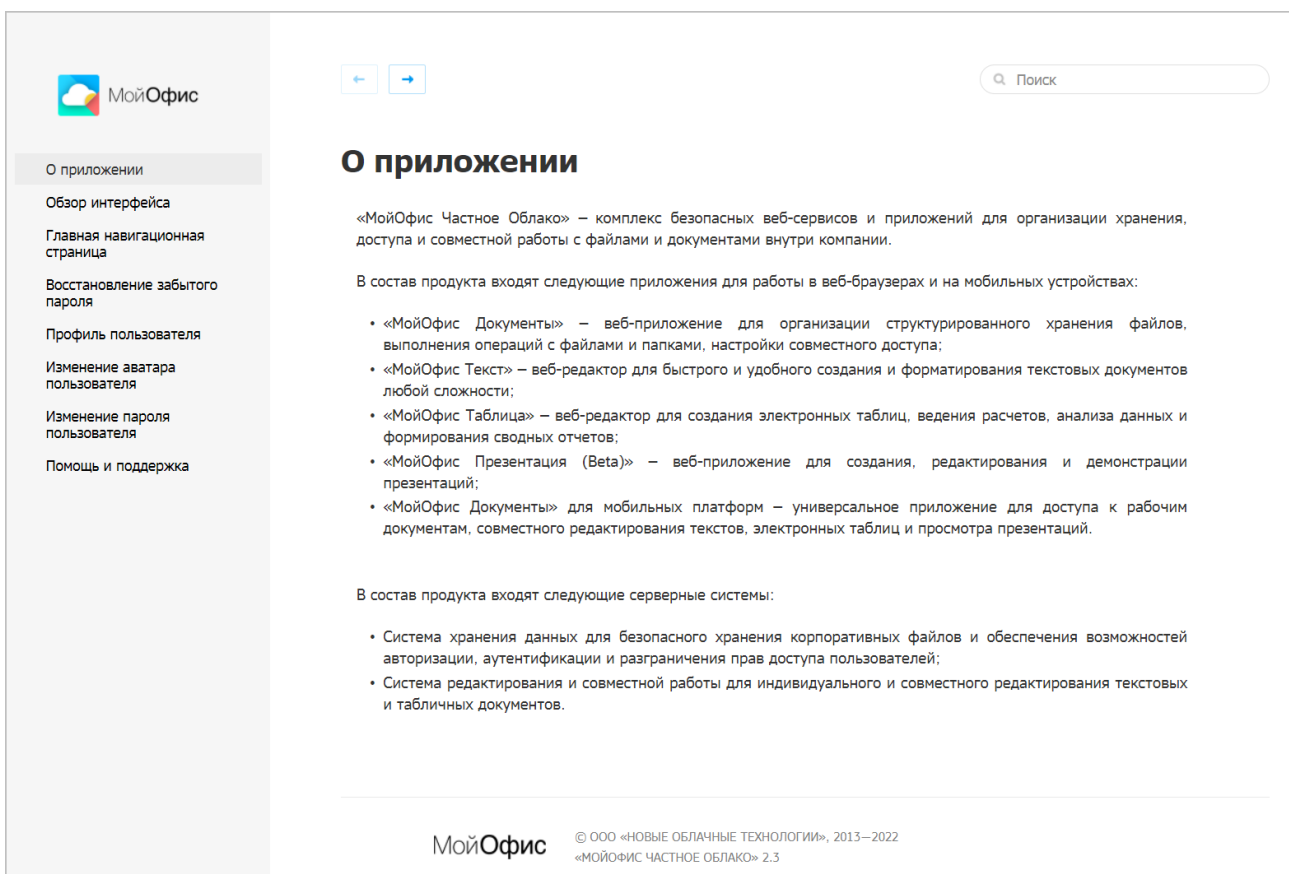 МойОфис
Поиск
О приложении
Обзор интерфейса
Главная навигационная
страница
Восстановление забытого
пароля
Профиль пользователя
Изменение аватара
пользователя
Изменение пароля
пользователя
Помощь и поддержка
О приложении
«МойОфис Частное Облако» – комплекс безопасных веб-сервисов и приложений для организации хранения,
доступа и совместной работы с файлами и документами внутри компании.
В состав продукта входят следующие приложения для работы в веб-браузерах и на мобильных устройствах:
• «МойОфис Документы» – веб-приложение для организации структурированного хранения файлов,
выполнения операций с файлами и папками, настройки совместного доступа;
• «МойОфис Текст» – веб-редактор для быстрого и удобного создания и форматирования текстовых документов
любой сложности;
• «МойОфис Таблица» – веб-редактор для создания электронных таблиц, ведения расчетов, анализа данных и
формирования сводных отчетов;
• «МойОфис Презентация (Beta)» – веб-приложение для создания, редактирования и демонстрации
презентаций;
• «МойОфис Документы» для мобильных платформ – универсальное приложение для доступа к рабочим
документам, совместного редактирования текстов, электронных таблиц и просмотра презентаций.
В состав продукта входят следующие серверные системы:
• Система хранения данных для безопасного хранения корпоративных файлов и обеспечения возможностей
авторизации, аутентификации и разграничения прав доступа пользователей;
• Система редактирования и совместной работы для индивидуального и совместного редактирования текстовых
и табличных документов.
МойОфис
© ООО «НОВЫЕ ОБЛАЧНЫЕ ТЕХНОЛОГИИ», 2013—2022
«МОЙОФИС ЧАСТНОЕ ОБЛАКО» 2.3